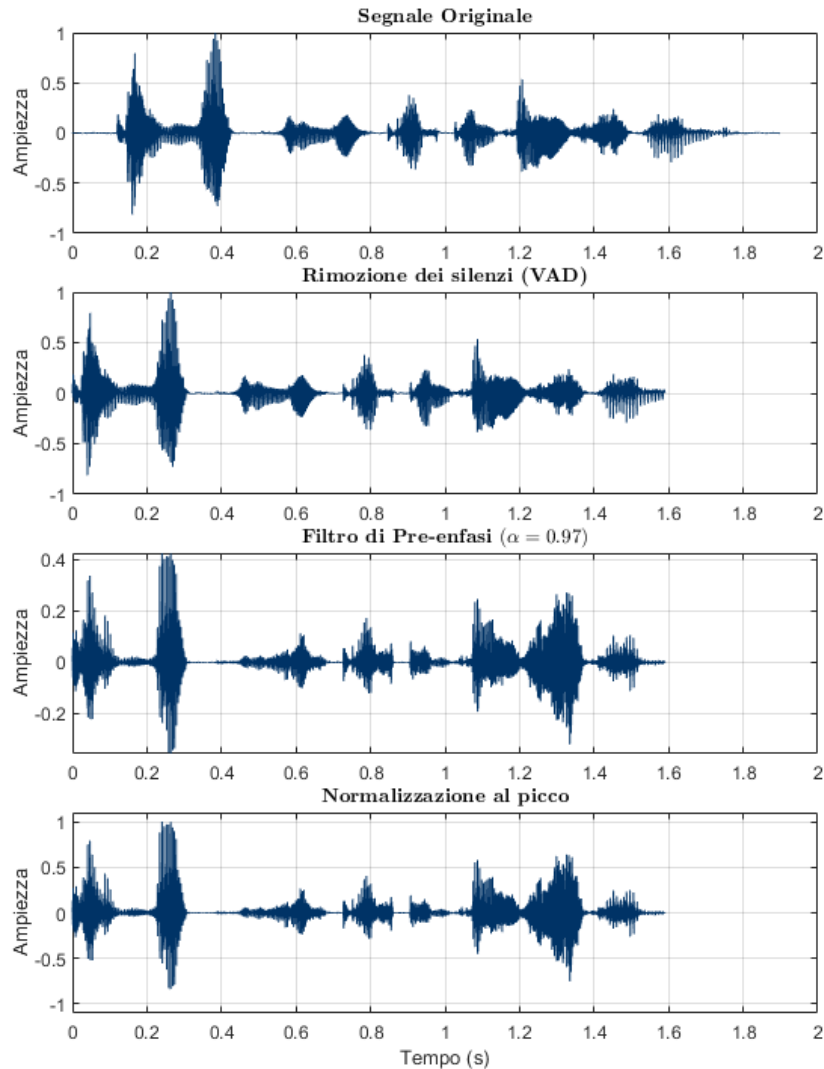 Segnale Originale
1
0.5
0
-0.5
-1
Ampiezza
0 0.2 0.4 0.6 0.8 1 1.2 1.4 1.6 1.8 2
Rimozione dei silenzi (VAD)
1
0.5
0
-0.5
-1
Ampiezza
0 0.2 0.4 0.6 0.8 1 1.2 1.4 1.6 1.8 2
Filtro di Pre-enfasi (α = 0.97)
0.4
0.2
0
-0.2
Ampiezza
0 0.2 0.4 0.6 0.8 1 1.2 1.4 1.6 1.8 2
Normalizzazione al picco
1
0.5
0
-0.5
-1
Ampiezza
0 0.2 0.4 0.6 0.8 1 1.2 1.4 1.6 1.8 2
Tempo (s)